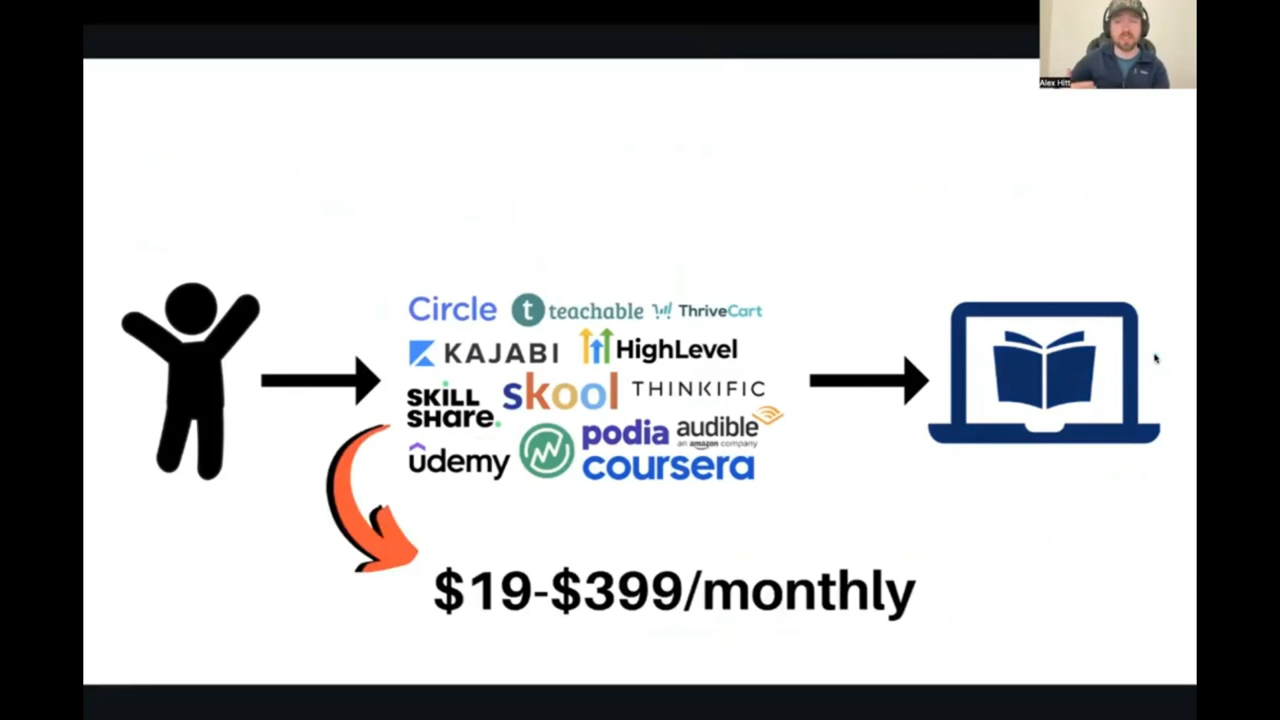 Alex Hitt
Circle t teachable ThriveCart
KAJABI HighLevel
SKILL SHARE. skool THINKIFIC
podia audible
an amazon company
udemy coursera
$19-$399/monthly